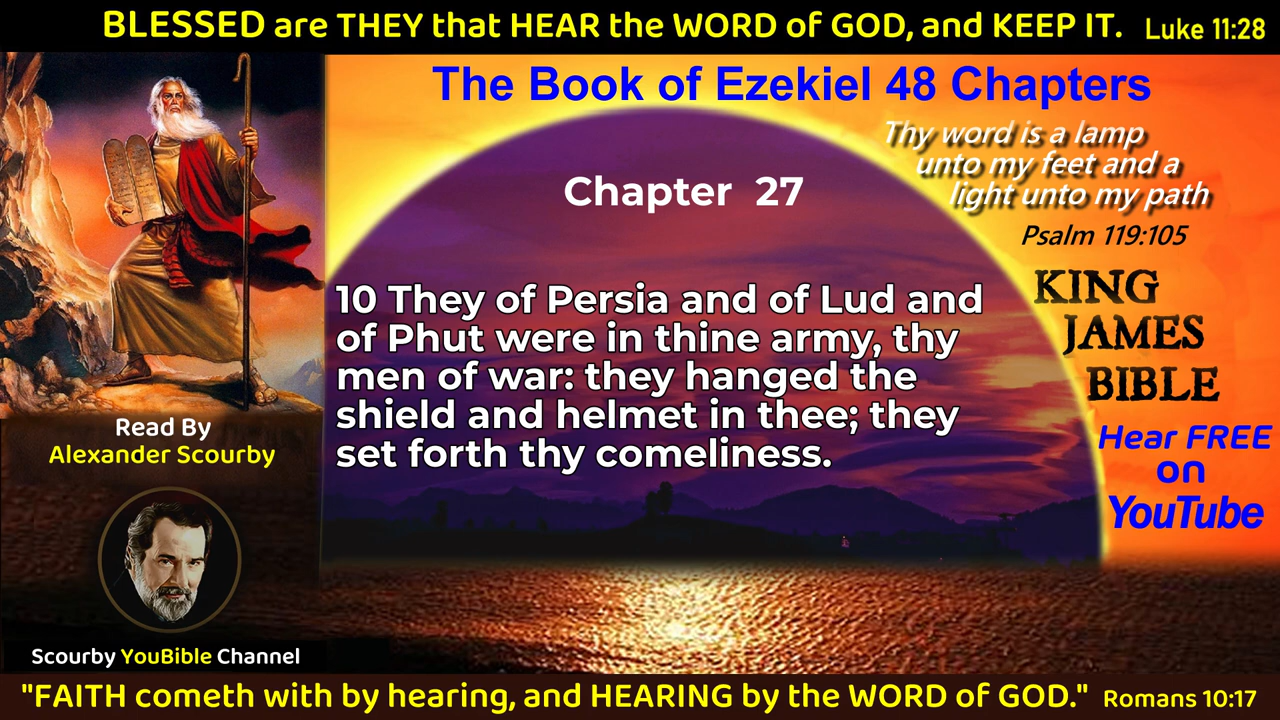 BLESSED are THEY that HEAR the WORD of GOD, and KEEP IT. Luke 11:28
The Book of Ezekiel 48 Chapters
Thy word is a lamp
unto my feet and a
light unto my path
Psalm 119:105
Chapter 27
10 They of Persia and of Lud and
of Phut were in thine army, thy
men of war: they hanged the
shield and helmet in thee; they
set forth thy comeliness.
KING
JAMES
BIBLE
Hear FREE
on
YouTube
Read By
Alexander Scourby
Scourby YouBible Channel
"FAITH cometh with by hearing, and HEARING by the WORD of GOD." Romans 10:17